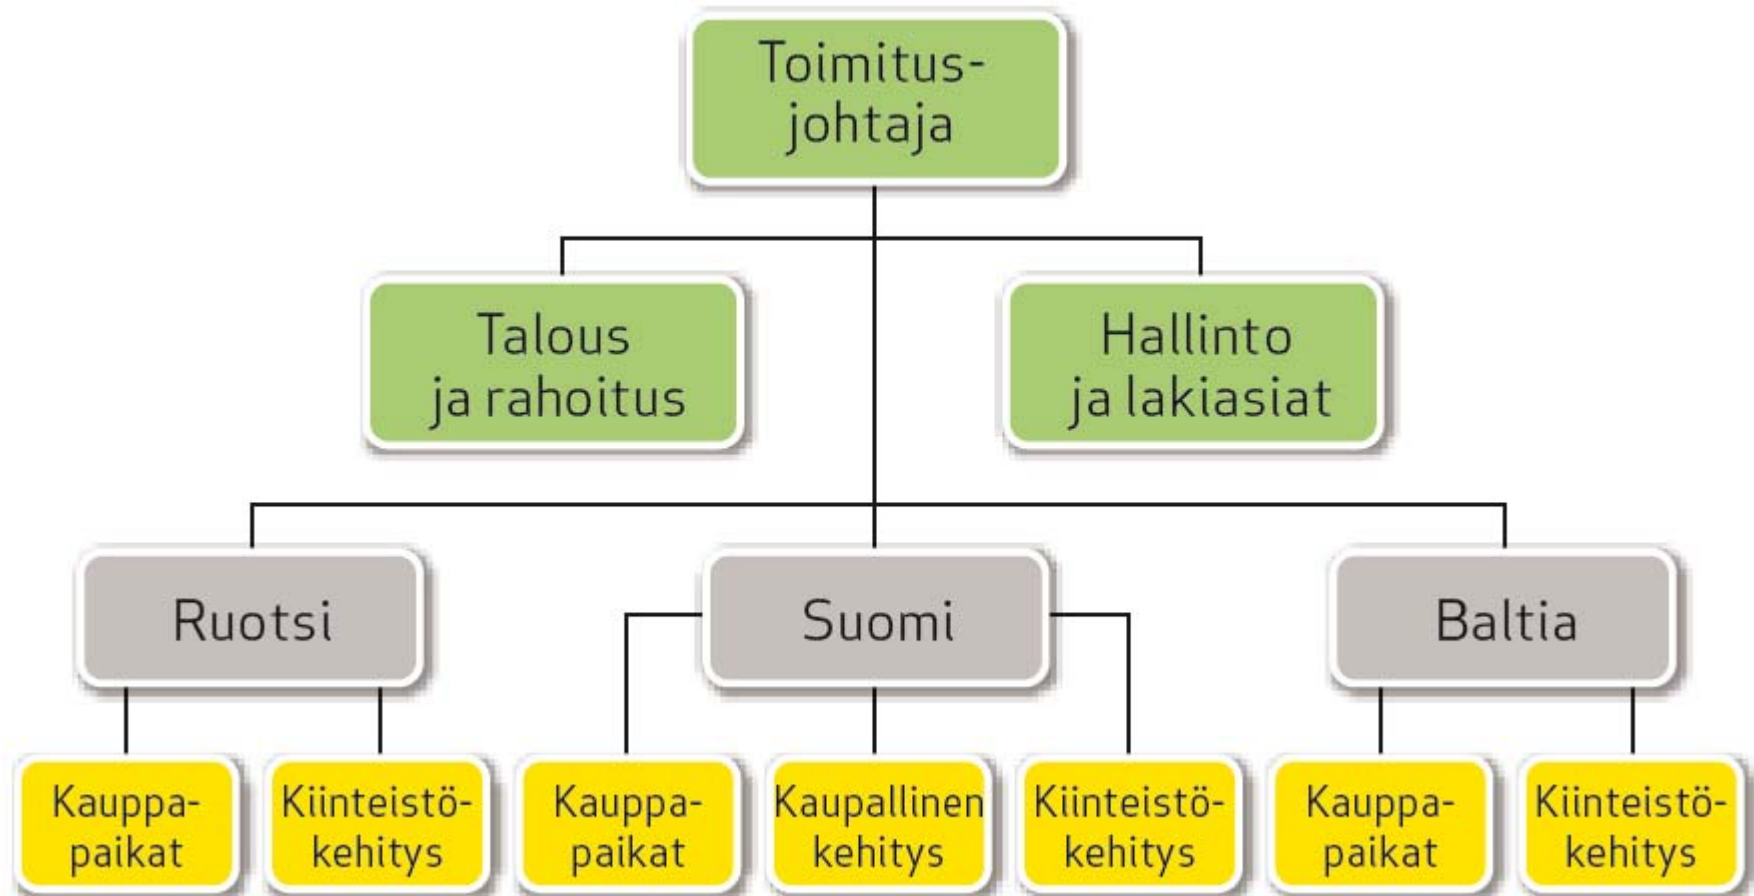 Toimitus-
johtaja
Talous
ja rahoitus
Hallinto
ja lakiasiat
Ruotsi
Suomi
Baltia
Kauppa-
paikat
Kiinteistö-
kehitys
Kauppa-
paikat
Kaupallinen
kehitys
Kiinteistö-
kehitys
Kauppa-
paikat
Kiinteistö-
kehitys